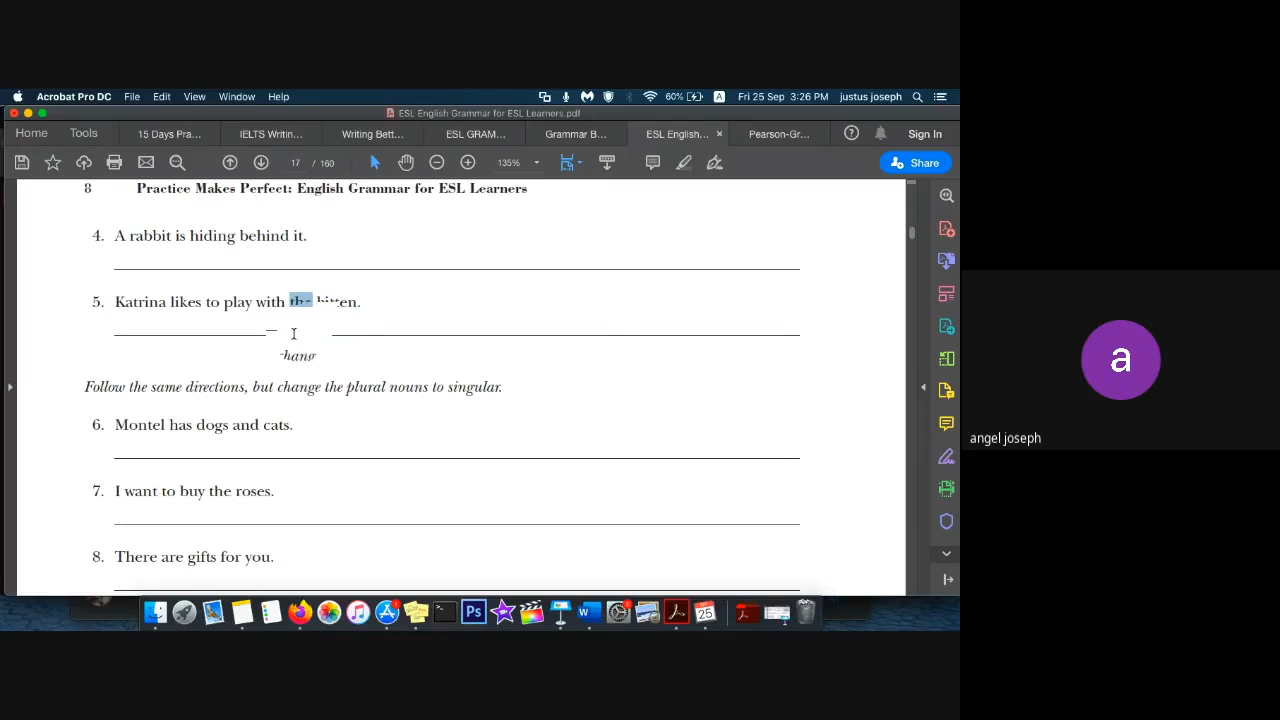 Acrobat Pro DC File Edit View Window Help 60% A Fri 25 Sep 3:26 PM justus joseph
ESL English Grammar for ESL Learners.pdf
Home Tools 15 Days Pra... IELTS Writin... Writing Bett... ESL GRAM... Grammar B... ESL English... × Pearson-Gr... ? Sign In
17 / 160 135% Share
8 Practice Makes Perfect: English Grammar for ESL Learners
4. A rabbit is hiding behind it.
5. Katrina likes to play with the kitten.
Follow the same directions, but change the plural nouns to singular.
6. Montel has dogs and cats.
7. I want to buy the roses.
8. There are gifts for you.
a
angel joseph
Ps
W
25